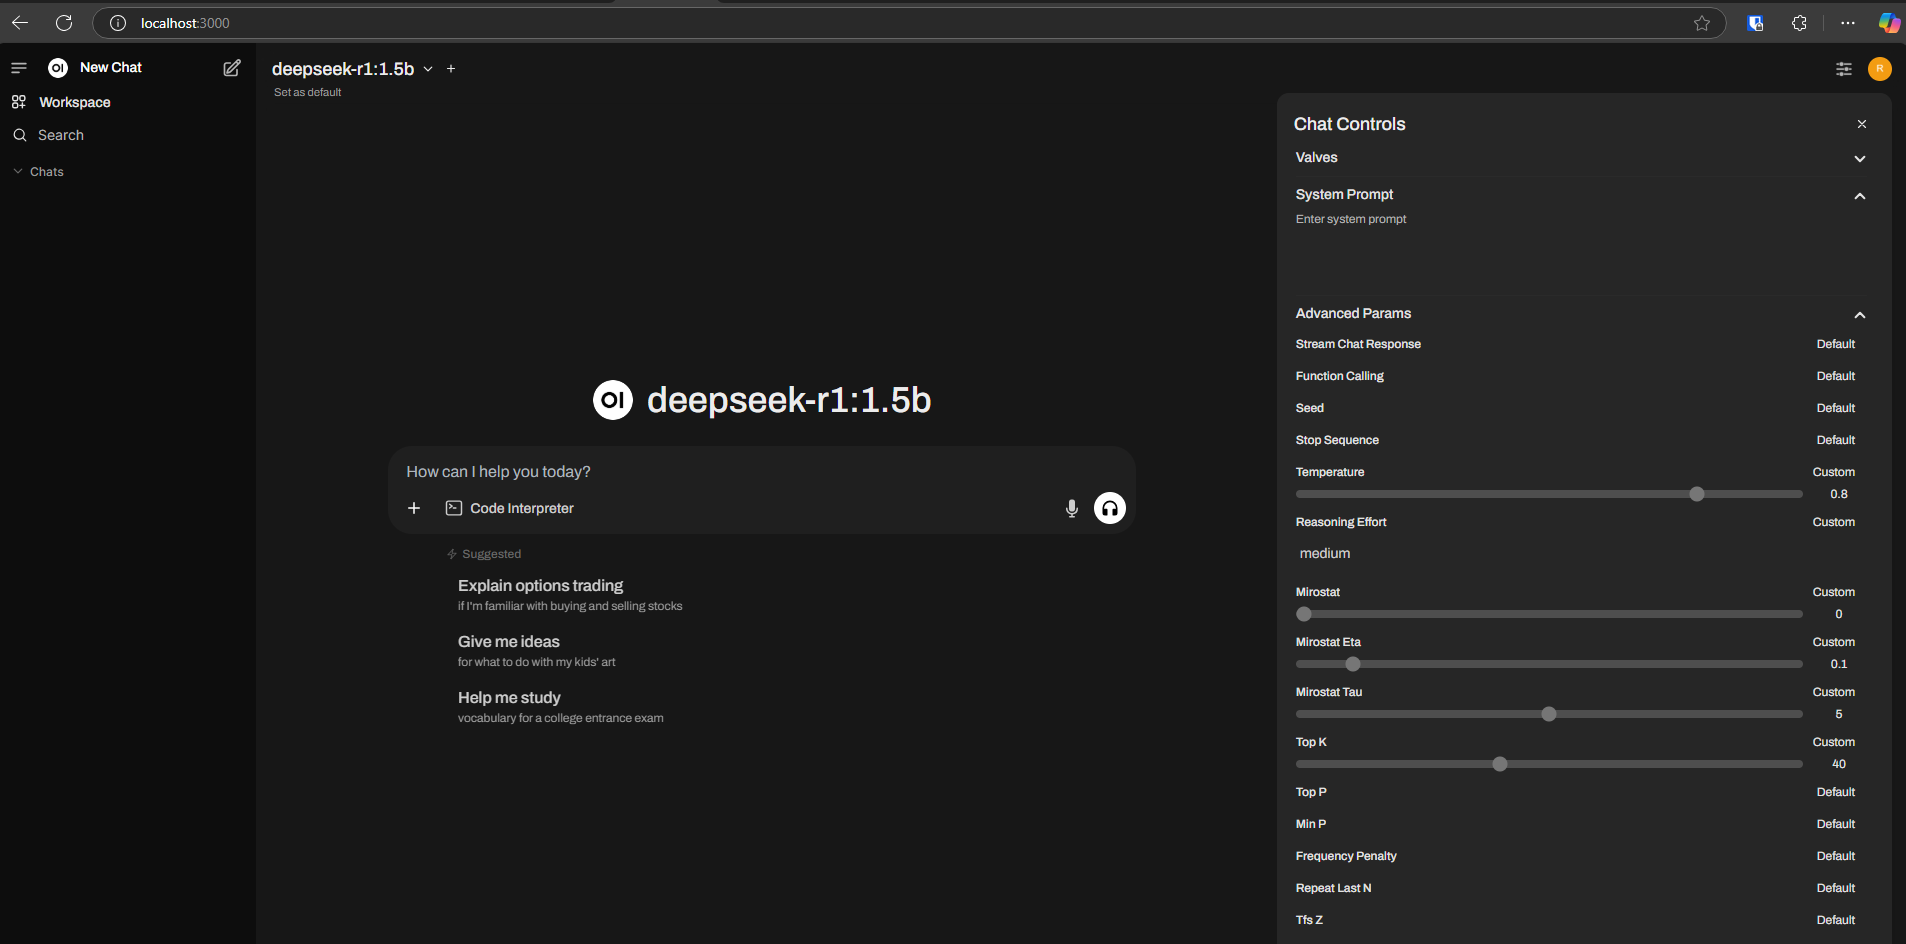 localhost:3000
OI New Chat
Workspace
Search
Chats
deepseek-r1:1.5b
Set as default
R
OI deepseek-r1:1.5b
How can I help you today?
Code Interpreter
Suggested
Explain options trading
if I'm familiar with buying and selling stocks
Give me ideas
for what to do with my kids' art
Help me study
vocabulary for a college entrance exam
Chat Controls
Valves
System Prompt
Enter system prompt
Advanced Params
Stream Chat Response Default
Function Calling Default
Seed Default
Stop Sequence Default
Temperature Custom
0.8
Reasoning Effort Custom
medium
Mirostat Custom
0
Mirostat Eta Custom
0.1
Mirostat Tau Custom
5
Top K Custom
40
Top P Default
Min P Default
Frequency Penalty Default
Repeat Last N Default
Tfs Z Default